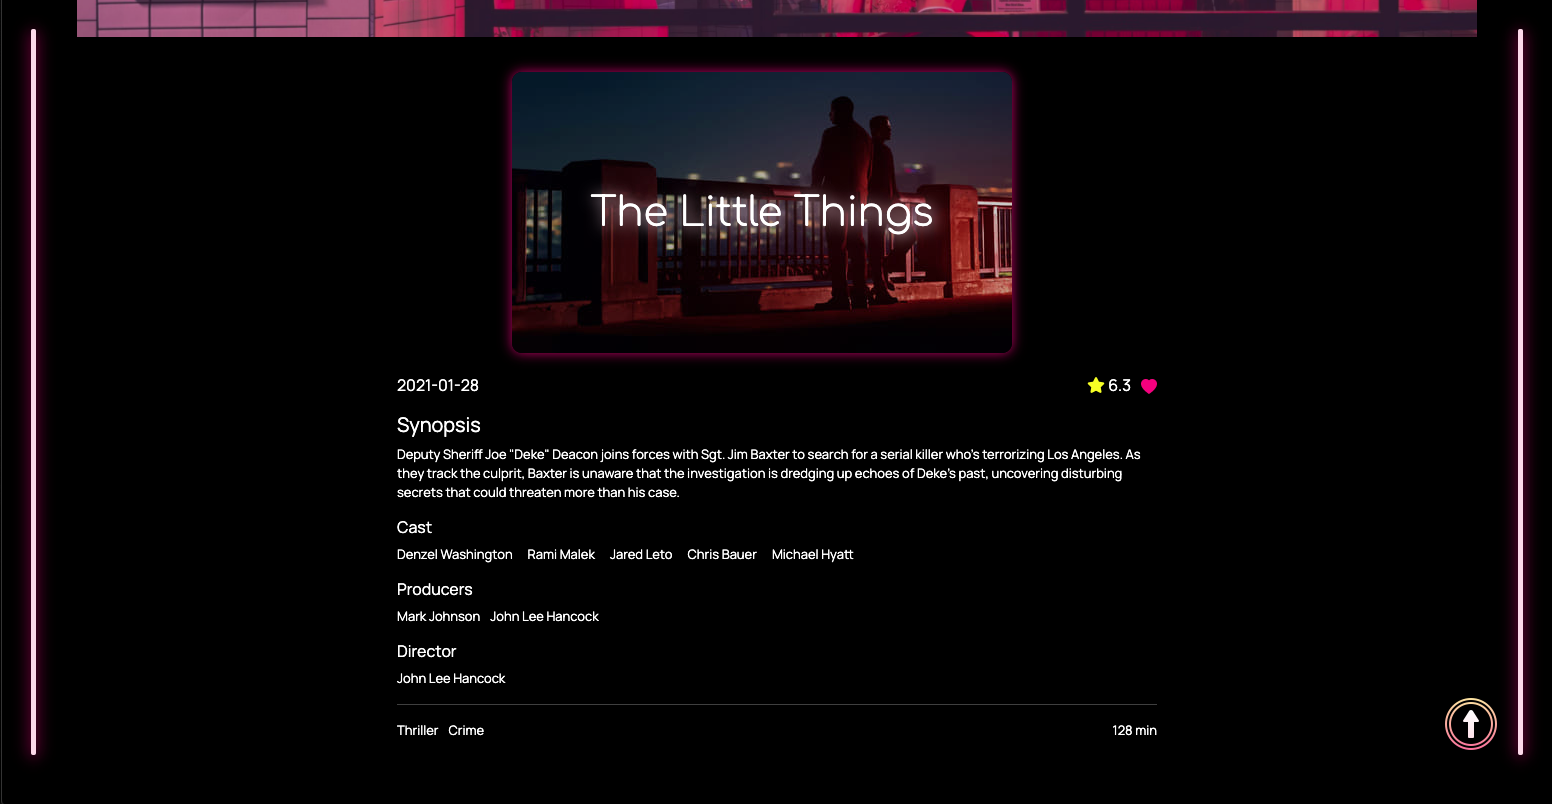 The Little Things
2021-01-28
6.3
Synopsis
Deputy Sheriff Joe "Deke" Deacon joins forces with Sgt. Jim Baxter to search for a serial killer who's terrorizing Los Angeles. As
they track the culprit, Baxter is unaware that the investigation is dredging up echoes of Deke's past, uncovering disturbing
secrets that could threaten more than his case.
Cast
Denzel Washington Rami Malek Jared Leto Chris Bauer Michael Hyatt
Producers
Mark Johnson John Lee Hancock
Director
John Lee Hancock
Thriller Crime
128 min